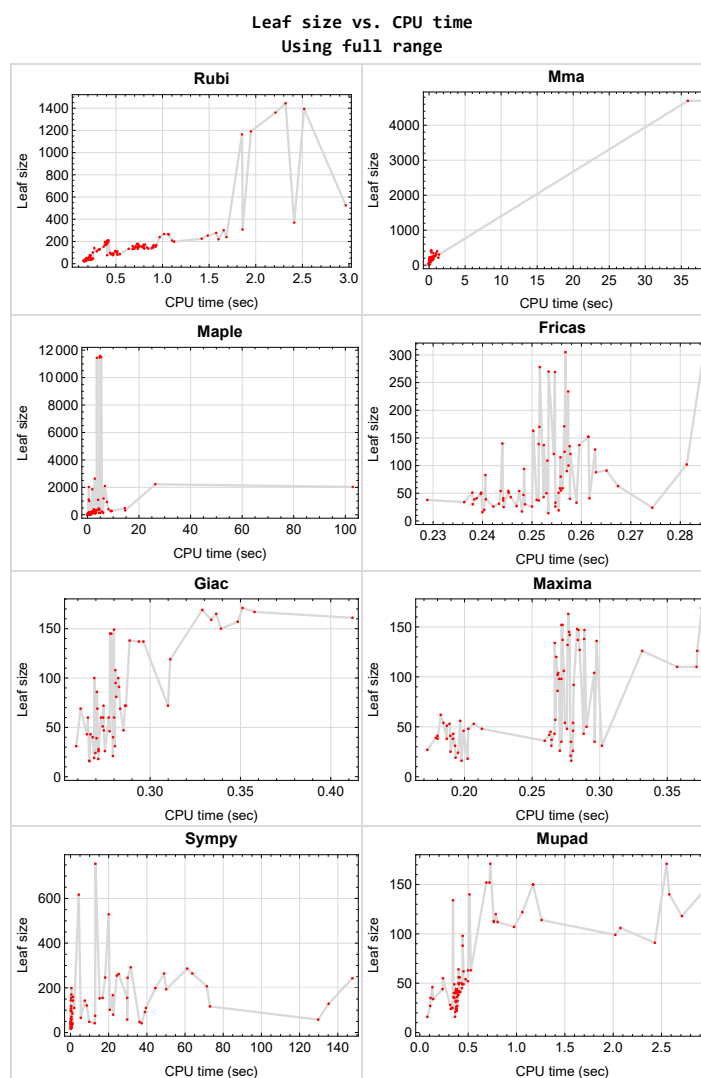 Leaf size vs. CPU time
Using full range
Rubi
Leaf size
1400
1200
1000
800
600
400
200
0
0.5 1.0 1.5 2.0 2.5 3.0
CPU time (sec)
Mma
Leaf size
4000
3000
2000
1000
0
0 5 10 15 20 25 30 35
CPU time (sec)
Maple
Leaf size
12000
10000
8000
6000
4000
2000
0
0 20 40 60 80 100
CPU time (sec)
Fricas
Leaf size
300
250
200
150
100
50
0
0.23 0.24 0.25 0.26 0.27 0.28
CPU time (sec)
Giac
Leaf size
150
100
50
0
0.30 0.35 0.40
CPU time (sec)
Maxima
Leaf size
150
100
50
0
0.20 0.25 0.30 0.35
CPU time (sec)
Sympy
Leaf size
600
400
200
0
0 20 40 60 80 100 120 140
CPU time (sec)
Mupad
Leaf size
150
100
50
0
0.0 0.5 1.0 1.5 2.0 2.5
CPU time (sec)